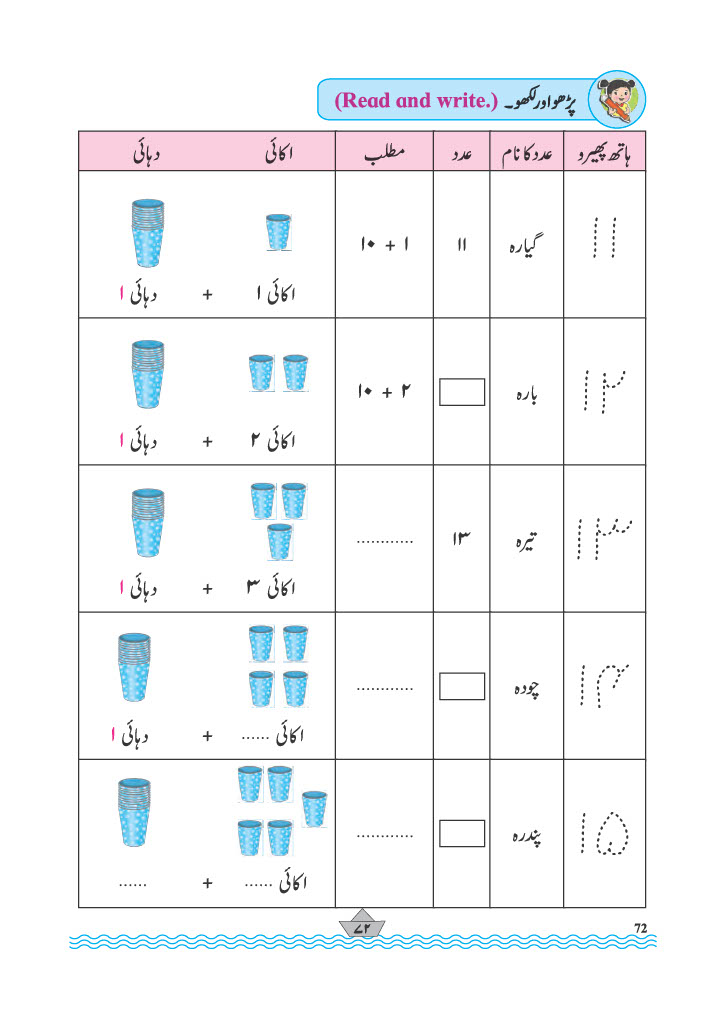 پڑھو اور لکھو۔ (Read and write.)
ہاتھ پھیرو عدد کا نام عدد مطلب اکائی دہائی
۱۱ گیارہ ۱۱ ۱۰ + ۱
اکائی ۱ + دہائی ۱
۱۲ بارہ ۱۰ + ۲
اکائی ۲ + دہائی ۱
۱۳ تیرہ ۱۳ ............
اکائی ۳ + دہائی ۱
۱۴ چودہ ............
اکائی ...... + دہائی ۱
۱۵ پندرہ ............
اکائی ...... + ......
۷۲
72